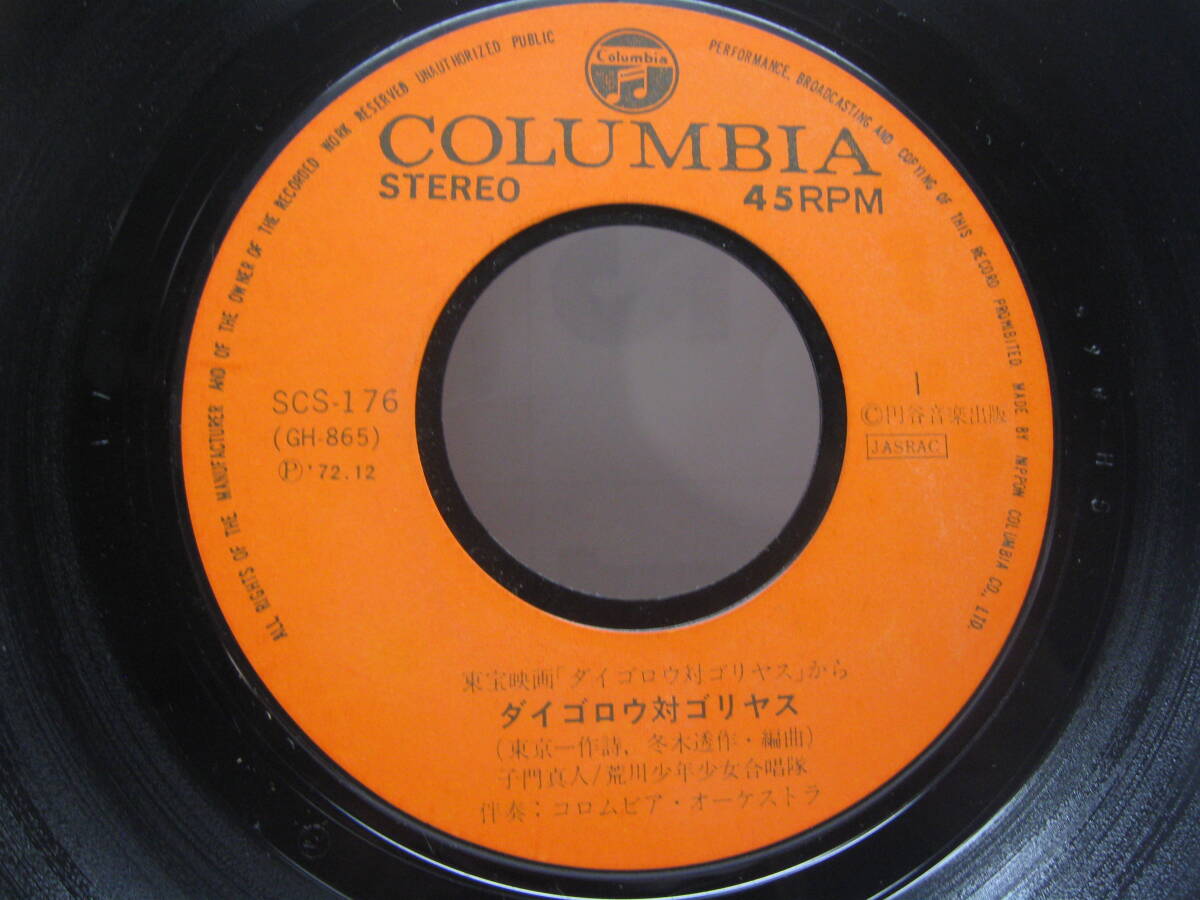 ALL RIGHTS OF THE MANUFACTURER AND OF THE OWNER OF THE RECORDED WORK RESERVED UNAUTHORIZED PUBLIC PERFORMANCE, BROADCASTING AND COPYING OF THIS RECORD PROHIBITED MADE BY NIPPON COLUMBIA CO., LTD.
Columbia
COLUMBIA
STEREO
45RPM
SCS-176
(GH-865)
Ⓟ '72.12
1
©円谷音楽出版
JASRAC
東宝映画「ダイゴロウ対ゴリヤス」から
ダイゴロウ対ゴリヤス
(東京一作詩, 冬木透作・編曲)
子門真人/荒川少年少女合唱隊
伴奏:コロムビア・オーケストラ